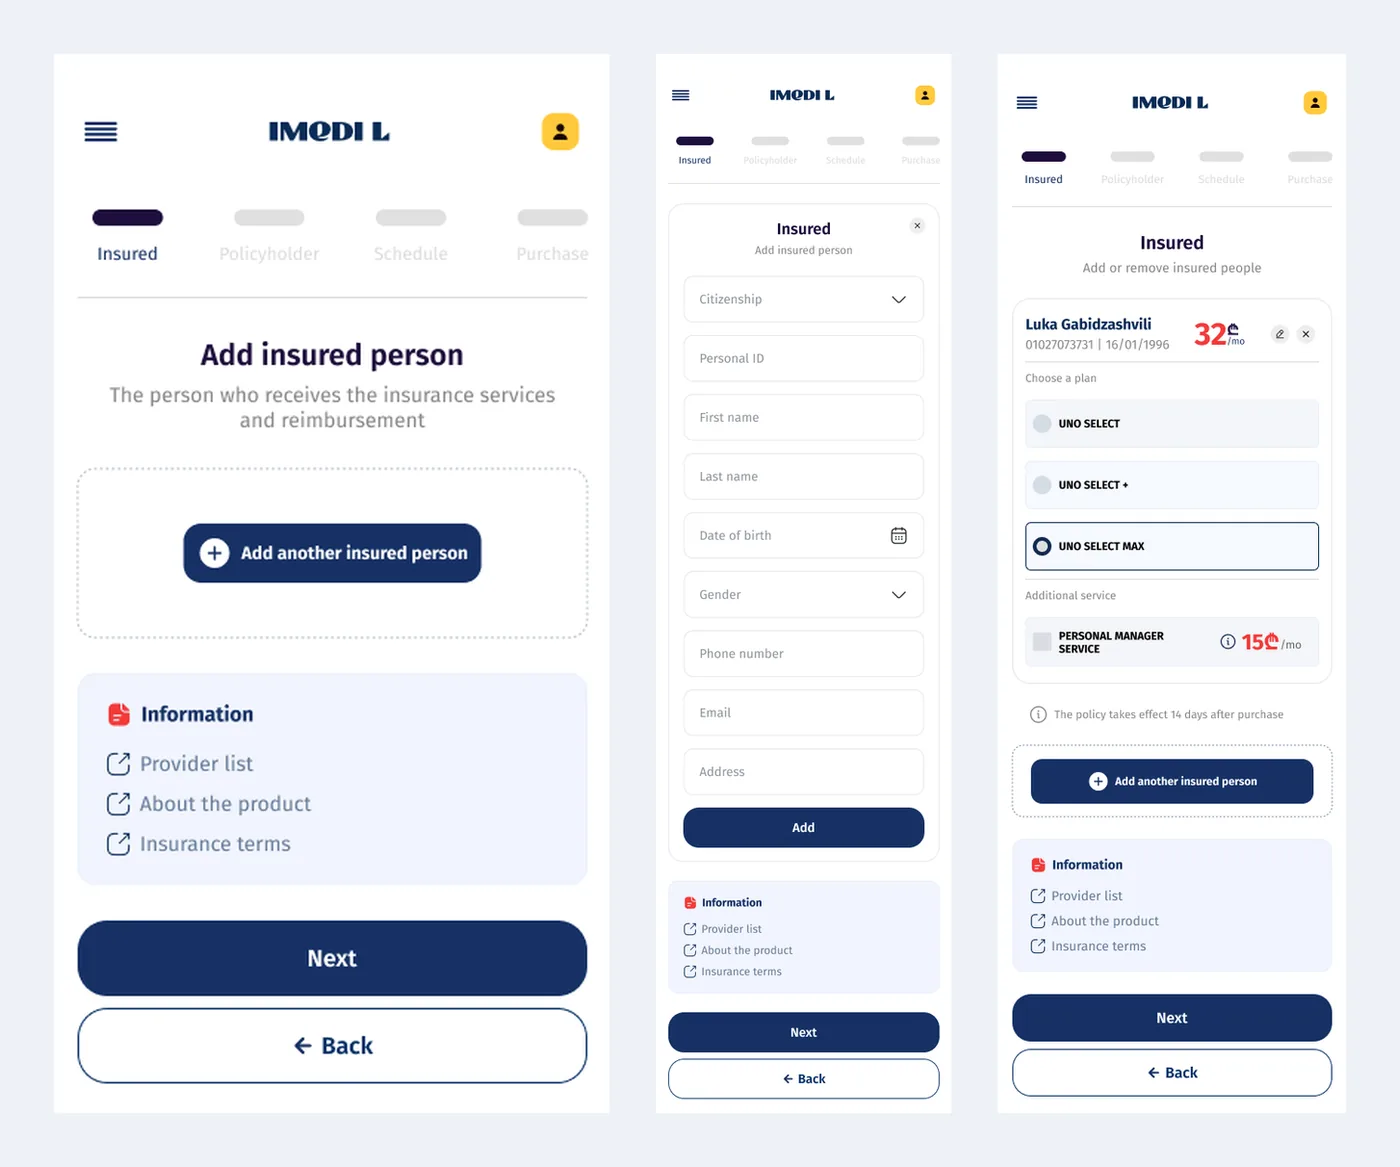 IMEDI L
Insured
Policyholder
Schedule
Purchase
Add insured person
The person who receives the insurance services
and reimbursement
Add another insured person
Information
Provider list
About the product
Insurance terms
Next
← Back
IMEDI L
Insured
Policyholder
Schedule
Purchase
Insured
Add insured person
Citizenship
Personal ID
First name
Last name
Date of birth
Gender
Phone number
Email
Address
Add
Information
Provider list
About the product
Insurance terms
Next
← Back
IMEDI L
Insured
Policyholder
Schedule
Purchase
Insured
Add or remove insured people
Luka Gabidzashvili
01027073731 | 16/01/1996
32₾/mo
Choose a plan
UNO SELECT
UNO SELECT +
UNO SELECT MAX
Additional service
PERSONAL MANAGER
SERVICE
15₾/mo
The policy takes effect 14 days after purchase
Add another insured person
Information
Provider list
About the product
Insurance terms
Next
← Back